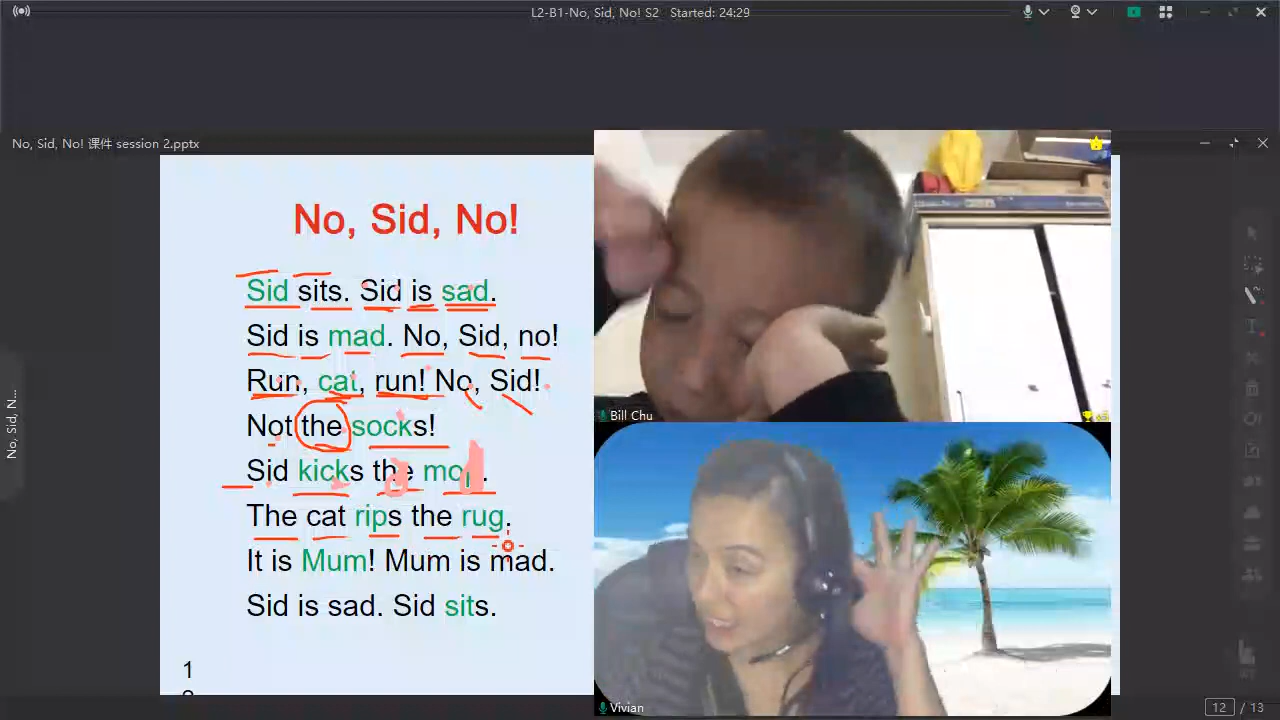 L2-B1-No, Sid, No! S2 Started: 24:29
No, Sid, No! 课件 session 2.pptx
No, Sid, No!
Sid sits. Sid is sad.
Sid is mad. No, Sid, no!
Run, cat, run! No, Sid!
Not the socks!
Sid kicks the mop.
The cat rips the rug.
It is Mum! Mum is mad.
Sid is sad. Sid sits.
1
No, Sid, N...
Bill Chu
Vivian
12 / 13